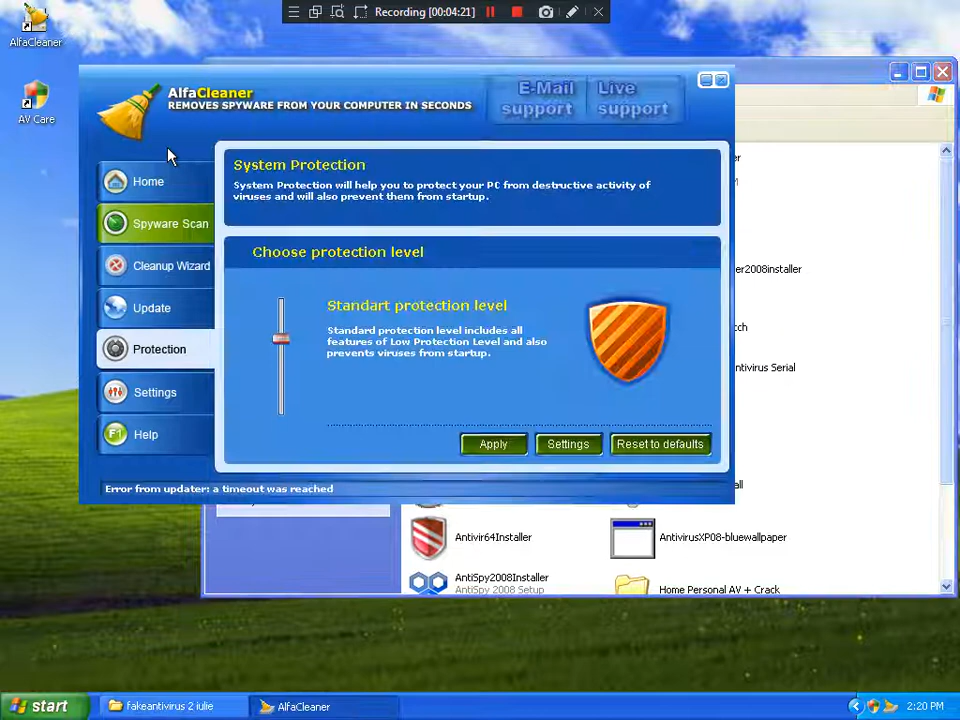 Recording [00:04:21]
AlfaCleaner
AV Care
AlfaCleaner
REMOVES SPYWARE FROM YOUR COMPUTER IN SECONDS
E-Mail
support
Live
support
Home
Spyware Scan
Cleanup Wizard
Update
Protection
Settings
F1
Help
System Protection
System Protection will help you to protect your PC from destructive activity of
viruses and will also prevent them from startup.
Choose protection level
Standart protection level
Standard protection level includes all
features of Low Protection Level and also
prevents viruses from startup.
Apply
Settings
Reset to defaults
Error from updater: a timeout was reached
er2008installer
tch
antivirus Serial
all
Antivir64Installer
AntivirusXP08-bluewallpaper
AntiSpy2008Installer
AntiSpy 2008 Setup
Home Personal AV + Crack
start
fakeantivirus 2 iulie
AlfaCleaner
2:20 PM